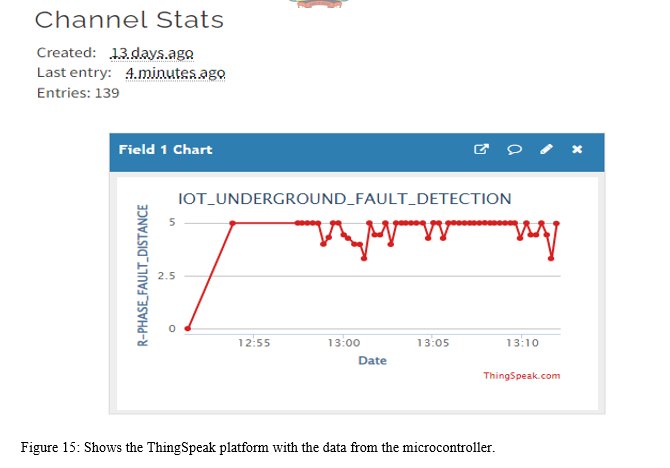 Channel Stats
Created: 13 days ago
Last entry: 4 minutes ago
Entries: 139
Field 1 Chart
IOT_UNDERGROUND_FAULT_DETECTION
R-PHASE_FAULT_DISTANCE
5
2.5
0
12:55 13:00 13:05 13:10
Date
ThingSpeak.com
Figure 15: Shows the ThingSpeak platform with the data from the microcontroller.